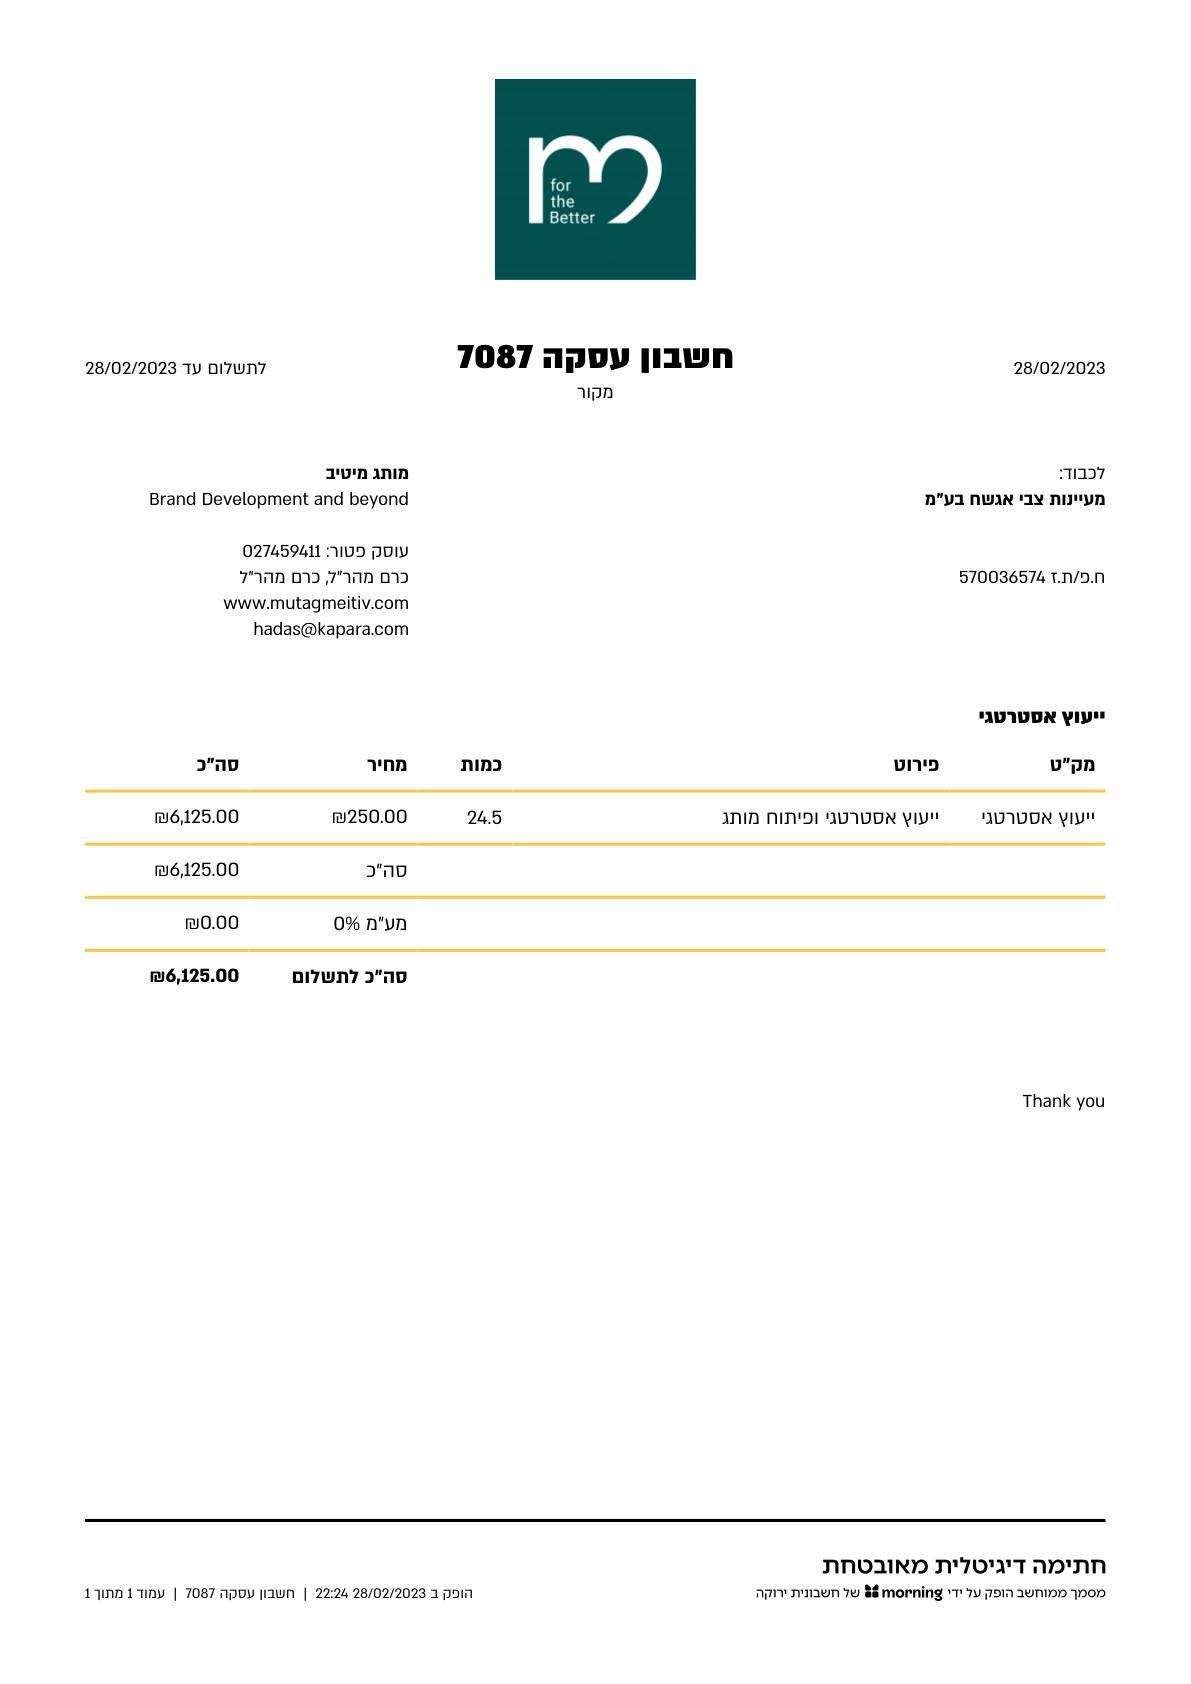 for
the
Better
28/02/2023
חשבון עסקה 7087
לתשלום עד 28/02/2023
מקור
לכבוד:
מעיינות צבי אגשח בע"מ
ח.פ/ת.ז 570036574
מותג מיטיב
Brand Development and beyond
עוסק פטור: 027459411
כרם מהר"ל, כרם מהר"ל
www.mutagmeitiv.com
hadas@kapara.com
ייעוץ אסטרטגי
מק"ט פירוט כמות מחיר סה"כ
ייעוץ אסטרטגי ייעוץ אסטרטגי ופיתוח מותג 24.5 ₪250.00 ₪6,125.00
סה"כ ₪6,125.00
מע"מ 0% ₪0.00
סה"כ לתשלום ₪6,125.00
Thank you
חתימה דיגיטלית מאובטחת
מסמך ממוחשב הופק על ידי morning של חשבונית ירוקה
הופק ב 28/02/2023 22:24 | חשבון עסקה 7087 | עמוד 1 מתוך 1